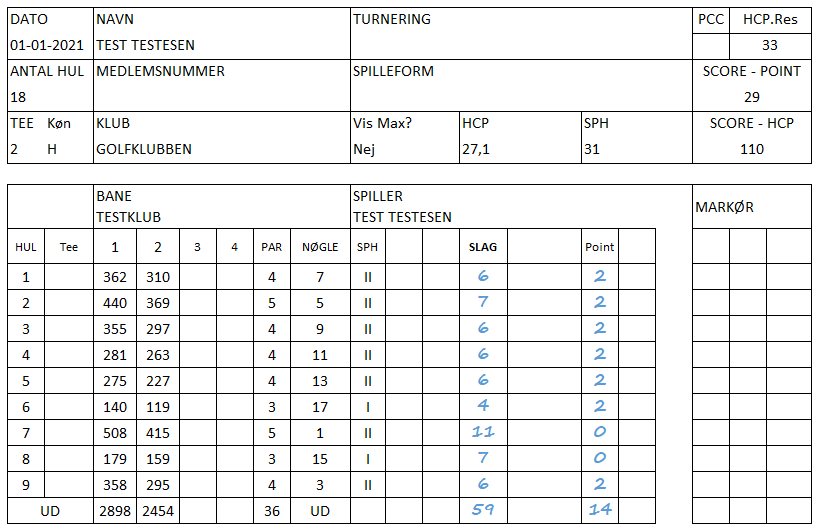 DATO NAVN TURNERING PCC HCP.Res
01-01-2021 TEST TESTESEN 33
ANTAL HUL MEDLEMSNUMMER SPILLEFORM SCORE - POINT
18 29
TEE Køn KLUB Vis Max? HCP SPH SCORE - HCP
2 H GOLFKLUBBEN Nej 27,1 31 110
BANE SPILLER MARKØR
TESTKLUB TEST TESTESEN
HUL Tee 1 2 3 4 PAR NØGLE SPH SLAG Point
1 362 310 4 7 II 6 2
2 440 369 5 5 II 7 2
3 355 297 4 9 II 6 2
4 281 263 4 11 II 6 2
5 275 227 4 13 II 6 2
6 140 119 3 17 I 4 2
7 508 415 5 1 II 11 0
8 179 159 3 15 I 7 0
9 358 295 4 3 II 6 2
UD 2898 2454 36 UD 59 14